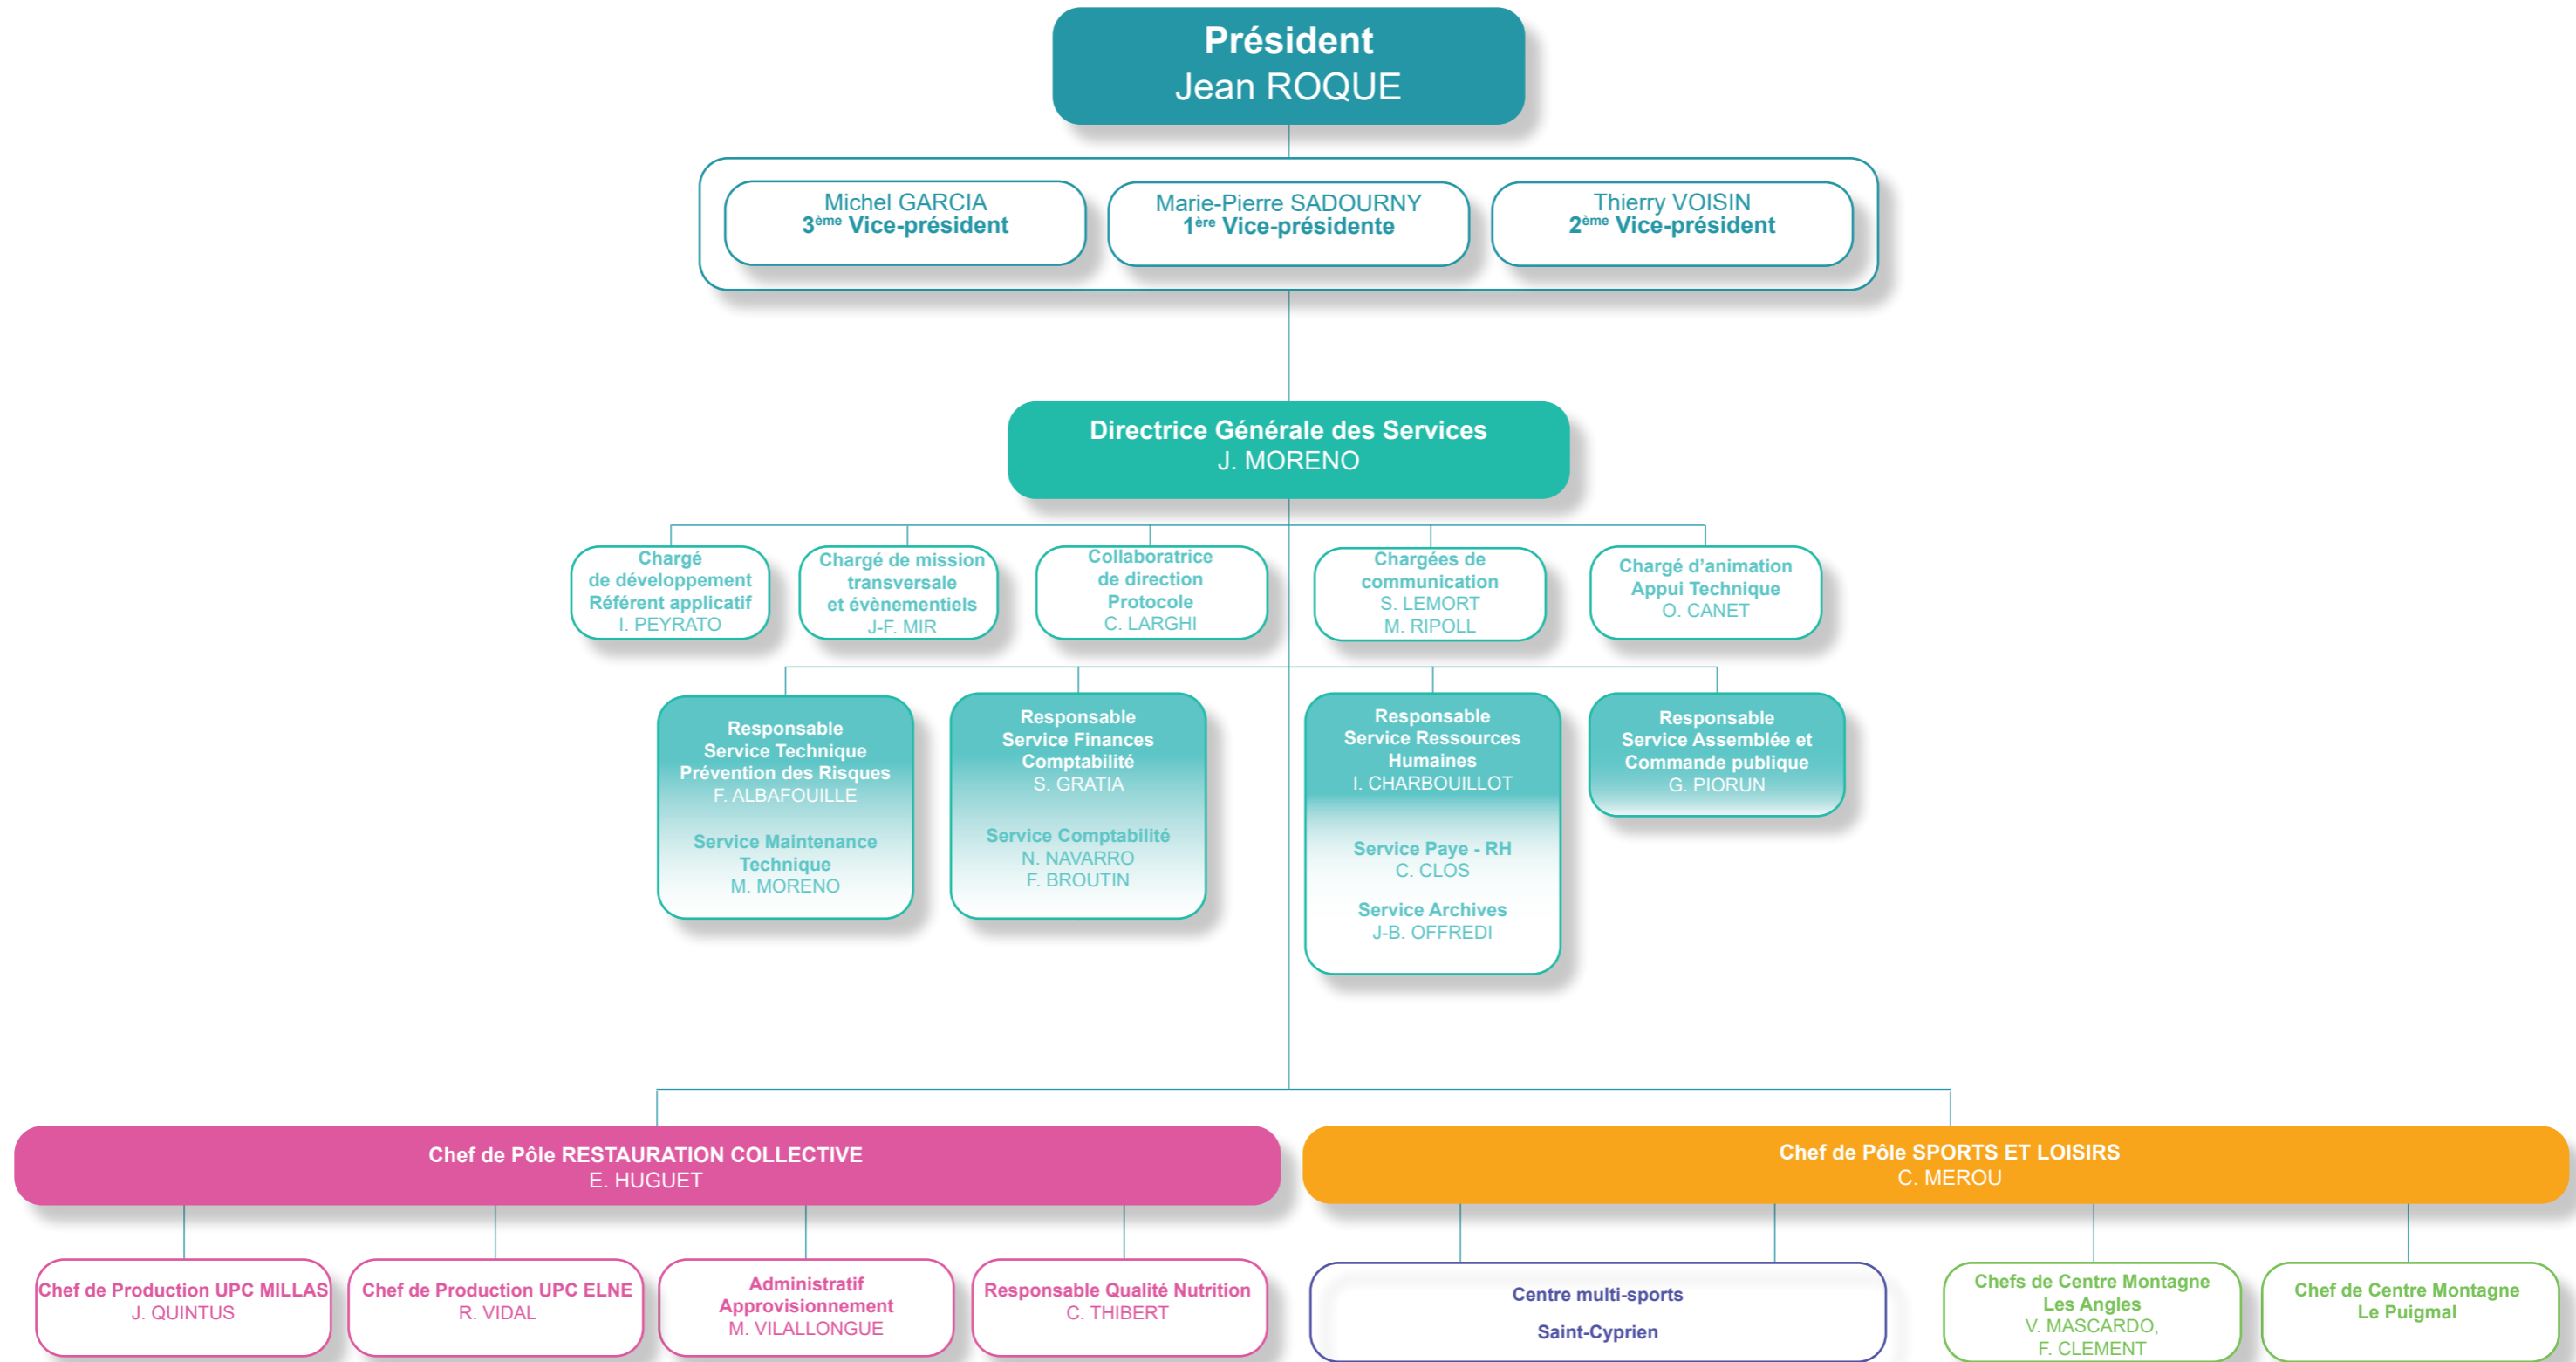 Président
Jean ROQUE
Michel GARCIA
3ème Vice-président
Marie-Pierre SADOURNY
1ère Vice-présidente
Thierry VOISIN
2ème Vice-président
Directrice Générale des Services
J. MORENO
Chargé
de développement
Référent applicatif
I. PEYRATO
Chargé de mission
transversale
et évènementiels
J-F. MIR
Collaboratrice
de direction
Protocole
C. LARGHI
Chargées de
communication
S. LEMORT
M. RIPOLL
Chargé d’animation
Appui Technique
O. CANET
Responsable
Service Technique
Prévention des Risques
F. ALBAFOUILLE
Service Maintenance
Technique
M. MORENO
Responsable
Service Finances
Comptabilité
S. GRATIA
Service Comptabilité
N. NAVARRO
F. BROUTIN
Responsable
Service Ressources
Humaines
I. CHARBOUILLOT
Service Paye - RH
C. CLOS
Service Archives
J-B. OFFREDI
Responsable
Service Assemblée et
Commande publique
G. PIORUN
Chef de Pôle RESTAURATION COLLECTIVE
E. HUGUET
Chef de Pôle SPORTS ET LOISIRS
C. MEROU
Chef de Production UPC MILLAS
J. QUINTUS
Chef de Production UPC ELNE
R. VIDAL
Administratif
Approvisionnement
M. VILALLONGUE
Responsable Qualité Nutrition
C. THIBERT
Centre multi-sports
Saint-Cyprien
Chefs de Centre Montagne
Les Angles
V. MASCARDO,
F. CLEMENT
Chef de Centre Montagne
Le Puigmal